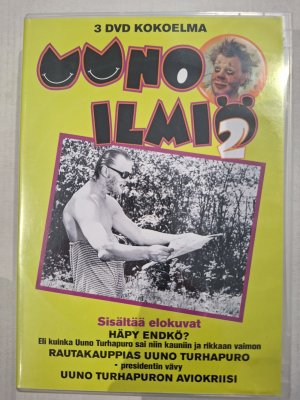 3 DVD KOKOELMA
UUNO
ILMIÖ
2
Sisältää elokuvat
HÄPY ENDKÖ?
Eli kuinka Uuno Turhapuro sai niin kauniin ja rikkaan vaimon
RAUTAKAUPPIAS UUNO TURHAPURO
- presidentin vävy
UUNO TURHAPURON AVIOKRIISI